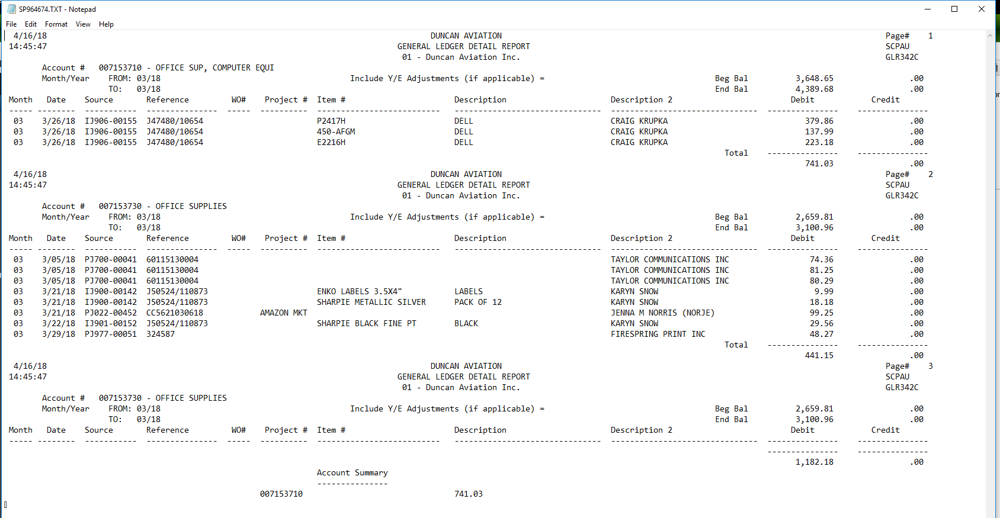 SP964674.TXT - Notepad
File Edit Format View Help
4/16/18 DUNCAN AVIATION Page# 1
14:45:47 GENERAL LEDGER DETAIL REPORT SCPAU
01 - Duncan Aviation Inc. GLR342C
Account # 007153710 - OFFICE SUP, COMPUTER EQUI
Month/Year FROM: 03/18 Include Y/E Adjustments (if applicable) = Beg Bal 3,648.65 .00
TO: 03/18 End Bal 4,389.68 .00
Month Date Source Reference WO# Project # Item # Description Description 2 Debit Credit
----- -------- ----------- --------------- ----- ---------- -------------------------- ------------------------------- ------------------------------- --------------- ---------------
03 3/26/18 IJ906-00155 J47480/10654 P2417H DELL CRAIG KRUPKA 379.86 .00
03 3/26/18 IJ906-00155 J47480/10654 450-AFGM DELL CRAIG KRUPKA 137.99 .00
03 3/26/18 IJ906-00155 J47480/10654 E2216H DELL CRAIG KRUPKA 223.18 .00
Total --------------- ---------------
741.03 .00
4/16/18 DUNCAN AVIATION Page# 2
14:45:47 GENERAL LEDGER DETAIL REPORT SCPAU
01 - Duncan Aviation Inc. GLR342C
Account # 007153730 - OFFICE SUPPLIES
Month/Year FROM: 03/18 Include Y/E Adjustments (if applicable) = Beg Bal 2,659.81 .00
TO: 03/18 End Bal 3,100.96 .00
Month Date Source Reference WO# Project # Item # Description Description 2 Debit Credit
----- -------- ----------- --------------- ----- ---------- -------------------------- ------------------------------- ------------------------------- --------------- ---------------
03 3/05/18 PJ700-00041 60115130004 TAYLOR COMMUNICATIONS INC 74.36 .00
03 3/05/18 PJ700-00041 60115130004 TAYLOR COMMUNICATIONS INC 81.25 .00
03 3/05/18 PJ700-00041 60115130004 TAYLOR COMMUNICATIONS INC 80.29 .00
03 3/21/18 IJ900-00142 J50524/110873 ENKO LABELS 3.5X4" LABELS KARYN SNOW 9.99 .00
03 3/21/18 IJ900-00142 J50524/110873 SHARPIE METALLIC SILVER PACK OF 12 KARYN SNOW 18.18 .00
03 3/21/18 PJ022-00452 CC5621030618 AMAZON MKT JENNA M NORRIS (NORJE) 99.25 .00
03 3/22/18 IJ901-00152 J50524/110873 SHARPIE BLACK FINE PT BLACK KARYN SNOW 29.56 .00
03 3/29/18 PJ977-00051 324587 FIRESPRING PRINT INC 48.27 .00
Total --------------- ---------------
441.15 .00
4/16/18 DUNCAN AVIATION Page# 3
14:45:47 GENERAL LEDGER DETAIL REPORT SCPAU
01 - Duncan Aviation Inc. GLR342C
Account # 007153730 - OFFICE SUPPLIES
Month/Year FROM: 03/18 Include Y/E Adjustments (if applicable) = Beg Bal 2,659.81 .00
TO: 03/18 End Bal 3,100.96 .00
Month Date Source Reference WO# Project # Item # Description Description 2 Debit Credit
----- -------- ----------- --------------- ----- ---------- -------------------------- ------------------------------- ------------------------------- --------------- ---------------
--------------- ---------------
1,182.18 .00
Account Summary
---------------
007153710 741.03